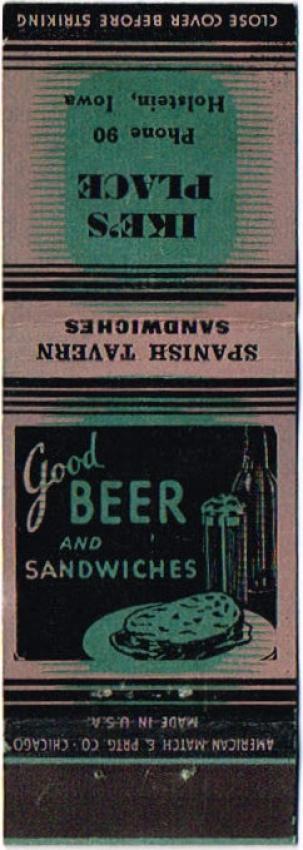 CLOSE COVER BEFORE STRIKING
IKE'S
PLACE
Phone 90
Holstein, Iowa
SPANISH TAVERN
SANDWICHES
Good
BEER
AND
SANDWICHES
MADE IN U.S.A.
AMERICAN MATCH & PRTG CO · CHICAGO